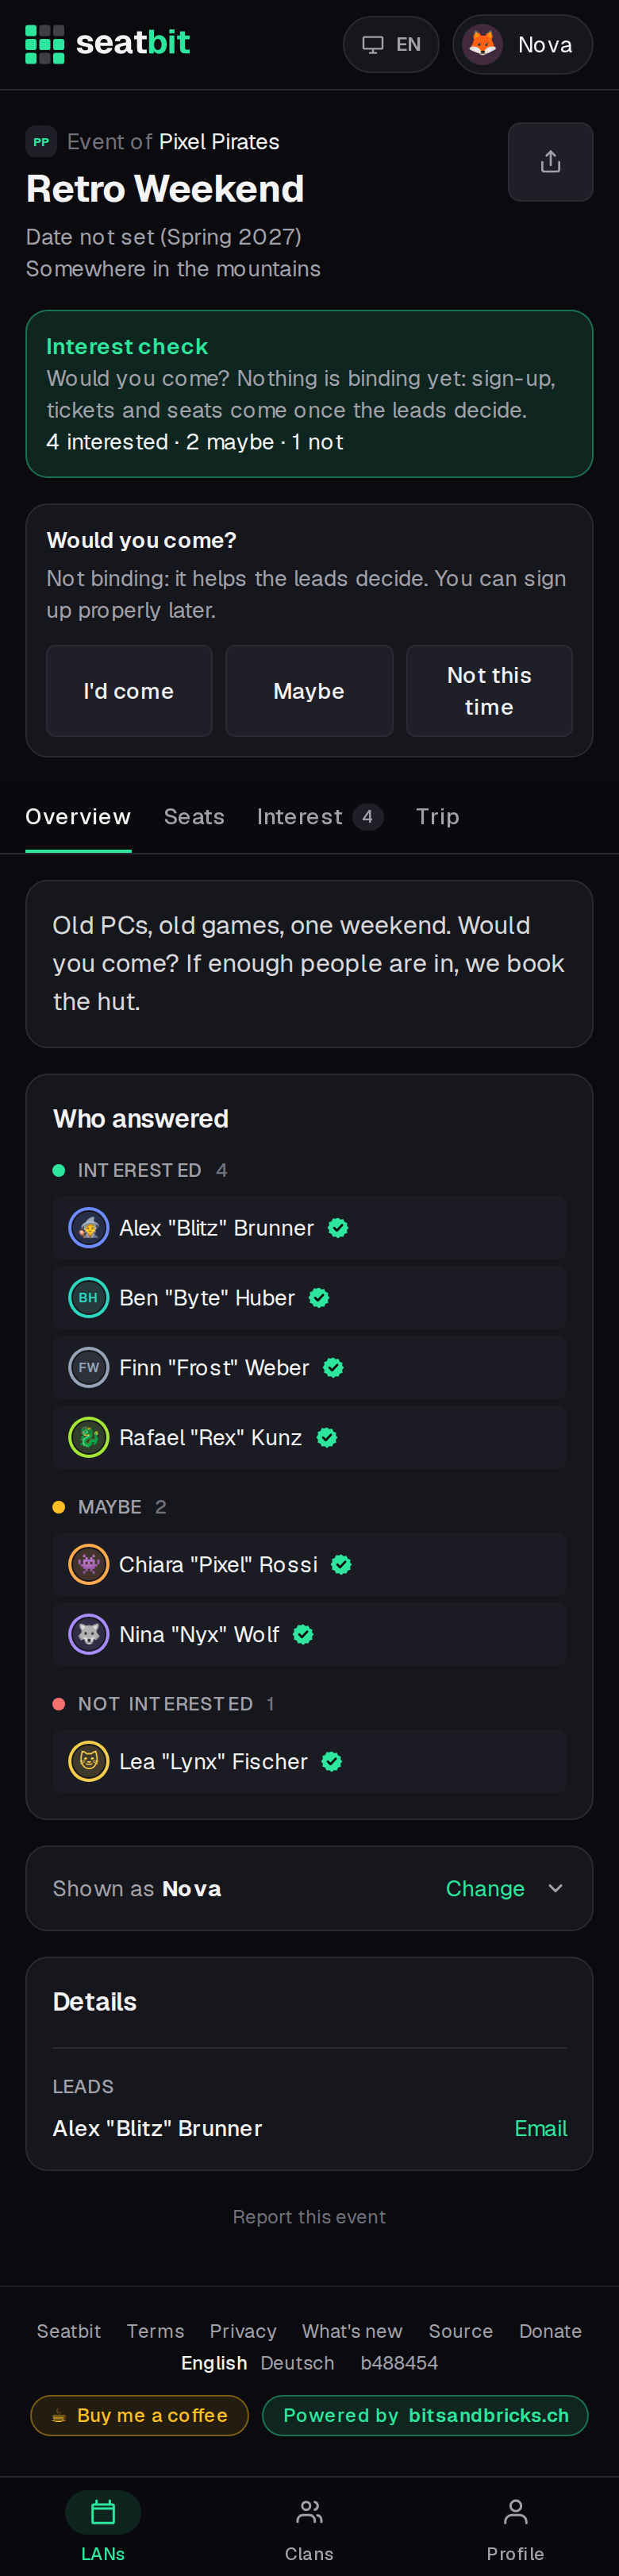 seatbit
EN
Nova
PP Event of Pixel Pirates
Retro Weekend
Date not set (Spring 2027)
Somewhere in the mountains
Interest check
Would you come? Nothing is binding yet: sign-up,
tickets and seats come once the leads decide.
4 interested · 2 maybe · 1 not
Would you come?
Not binding: it helps the leads decide. You can sign
up properly later.
I'd come
Maybe
Not this
time
Overview Seats Interest 4 Trip
Old PCs, old games, one weekend. Would
you come? If enough people are in, we book
the hut.
Who answered
INTERESTED 4
Alex "Blitz" Brunner
BH Ben "Byte" Huber
FW Finn "Frost" Weber
Rafael "Rex" Kunz
MAYBE 2
Chiara "Pixel" Rossi
Nina "Nyx" Wolf
NOT INTERESTED 1
Lea "Lynx" Fischer
Shown as Nova Change
Details
LEADS
Alex "Blitz" Brunner Email
Report this event
Seatbit Terms Privacy What's new Source Donate
English Deutsch b488454
Buy me a coffee Powered by bitsandbricks.ch
LANs Clans Profile